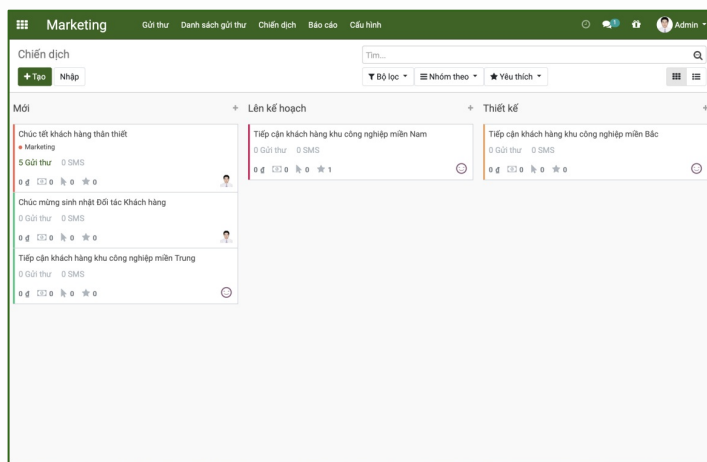 Marketing Gửi thư Danh sách gửi thư Chiến dịch Báo cáo Cấu hình 1 Admin
Chiến dịch Tìm...
+ Tạo Nhập Bộ lọc Nhóm theo Yêu thích
Mới + Lên kế hoạch + Thiết kế +
Chúc tết khách hàng thân thiết
Marketing
5 Gửi thư 0 SMS
0 ₫ 0 0 0
Chúc mừng sinh nhật Đối tác Khách hàng
0 Gửi thư 0 SMS
0 ₫ 0 0 0
Tiếp cận khách hàng khu công nghiệp miền Trung
0 Gửi thư 0 SMS
0 ₫ 0 0 0
Tiếp cận khách hàng khu công nghiệp miền Nam
0 Gửi thư 0 SMS
0 ₫ 0 0 1
Tiếp cận khách hàng khu công nghiệp miền Bắc
0 Gửi thư 0 SMS
0 ₫ 0 0 0